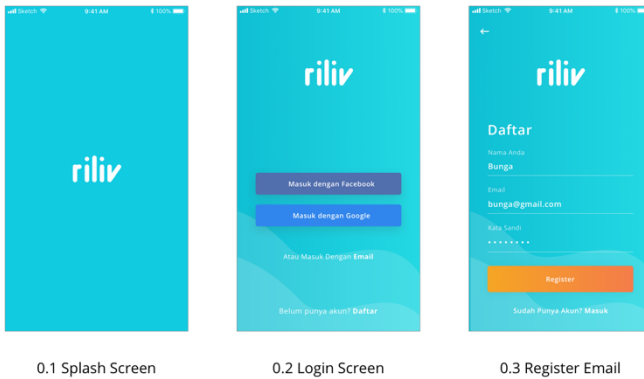 Sketch 9:41 AM 100%
riliv
0.1 Splash Screen
Sketch 9:41 AM 100%
riliv
Masuk dengan Facebook
Masuk dengan Google
Atau Masuk Dengan Email
Belum punya akun? Daftar
0.2 Login Screen
Sketch 9:41 AM 100%
riliv
Daftar
Nama Anda
Bunga
Email
bunga@gmail.com
Kata Sandi
Register
Sudah Punya Akun? Masuk
0.3 Register Email